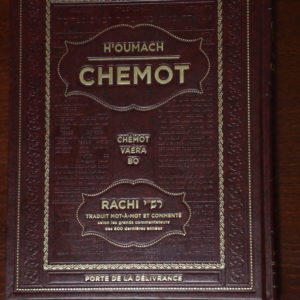 H'OUMACH
CHEMOT
CHEMOT
VAERA
BO
RACHI רש"י
TRADUIT MOT-À-MOT ET COMMENTÉ
selon les grands commentateurs
des 800 dernières années
PORTE DE LA DÉLIVRANCE